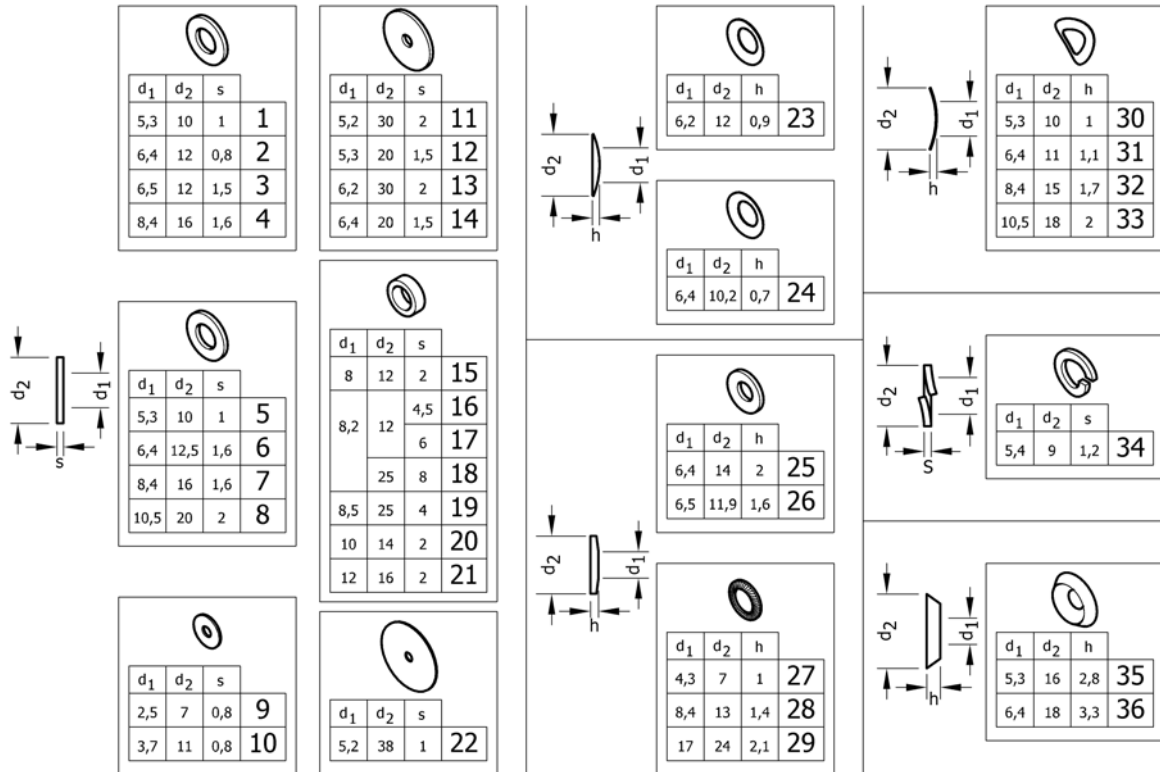 d2
s
d1
d1 d2 s
5,3 10 1 1
6,4 12 0,8 2
6,5 12 1,5 3
8,4 16 1,6 4
d1 d2 s
5,3 10 1 5
6,4 12,5 1,6 6
8,4 16 1,6 7
10,5 20 2 8
d1 d2 s
2,5 7 0,8 9
3,7 11 0,8 10
d1 d2 s
5,2 30 2 11
5,3 20 1,5 12
6,2 30 2 13
6,4 20 1,5 14
d1 d2 s
8 12 2 15
8,2 12 4,5 16
6 17
25 8 18
8,5 25 4 19
10 14 2 20
12 16 2 21
d1 d2 s
5,2 38 1 22
d2
h
d1
d1 d2 h
6,2 12 0,9 23
d1 d2 h
6,4 10,2 0,7 24
d2
h
d1
d1 d2 h
6,4 14 2 25
6,5 11,9 1,6 26
d1 d2 h
4,3 7 1 27
8,4 13 1,4 28
17 24 2,1 29
d2
h
d1
d1 d2 h
5,3 10 1 30
6,4 11 1,1 31
8,4 15 1,7 32
10,5 18 2 33
d2
S
d1
d1 d2 s
5,4 9 1,2 34
d2
h
d1
d1 d2 h
5,3 16 2,8 35
6,4 18 3,3 36